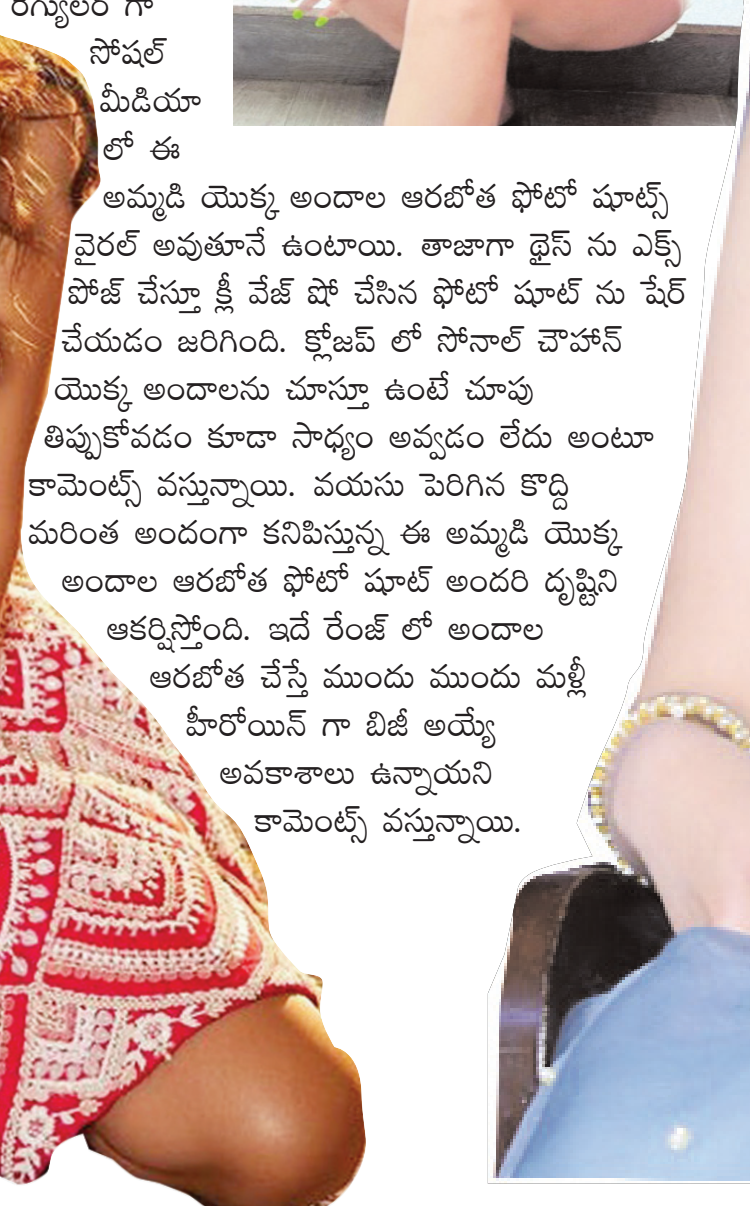 రెగ్యులర్ గా
సోషల్
మీడియా
లో ఈ
అమ్మడి యొక్క అందాల ఆరబోత ఫోటో షూట్స్
వైరల్ అవుతూనే ఉంటాయి. తాజాగా థైస్ ను ఎక్స్
పోజ్ చేస్తూ క్లీ వేజ్ షో చేసిన ఫోటో షూట్ ను షేర్
చేయడం జరిగింది. క్లోజప్ లో సోనాల్ చౌహాన్
యొక్క అందాలను చూస్తూ ఉంటే చూపు
తిప్పుకోవడం కూడా సాధ్యం అవ్వడం లేదు అంటూ
కామెంట్స్ వస్తున్నాయి. వయసు పెరిగిన కొద్ది
మరింత అందంగా కనిపిస్తున్న ఈ అమ్మడి యొక్క
అందాల ఆరబోత ఫోటో షూట్ అందరి దృష్టిని
ఆకర్షిస్తోంది. ఇదే రేంజ్ లో అందాల
ఆరబోత చేస్తే ముందు ముందు మళ్లీ
హీరోయిన్ గా బిజీ అయ్యే
అవకాశాలు ఉన్నాయని
కామెంట్స్ వస్తున్నాయి.